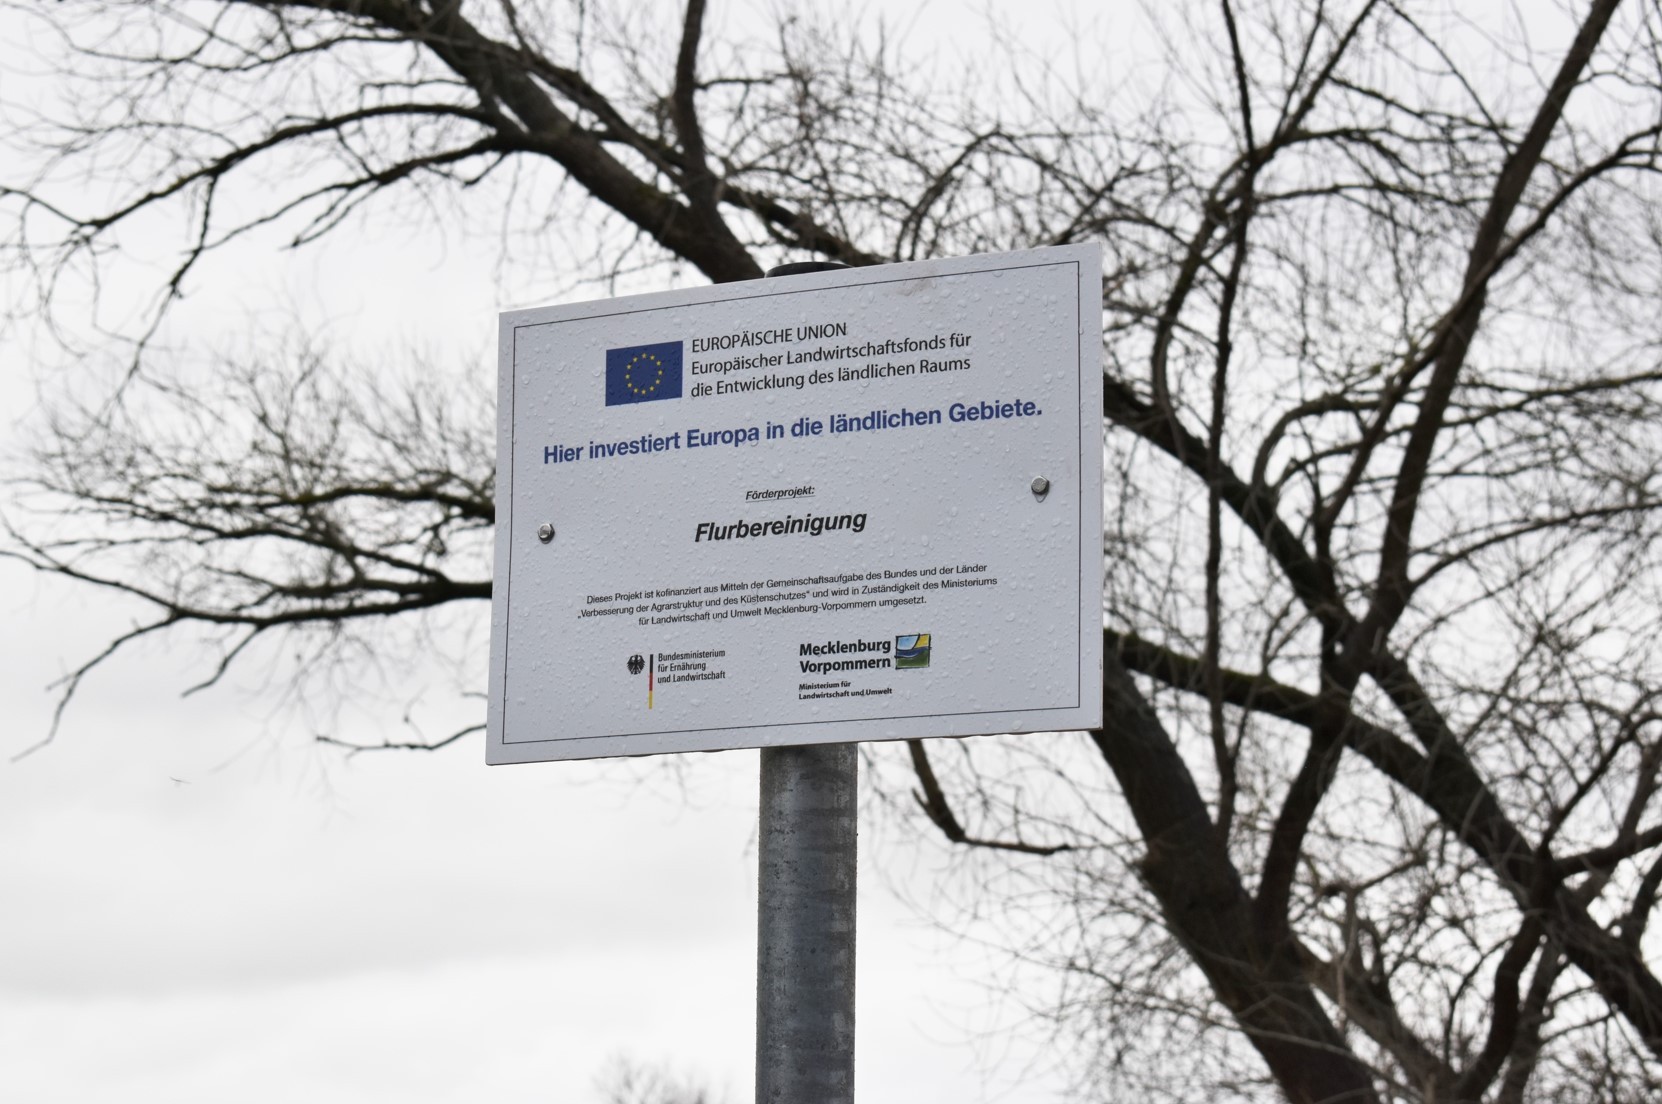 EUROPÄISCHE UNION
Europäischer Landwirtschaftsfonds für
die Entwicklung des ländlichen Raums
Hier investiert Europa in die ländlichen Gebiete.
Förderprojekt:
Flurbereinigung
Dieses Projekt ist kofinanziert aus Mitteln der Gemeinschaftsaufgabe des Bundes und der Länder
„Verbesserung der Agrarstruktur und des Küstenschutzes“ und wird in Zuständigkeit des Ministeriums
für Landwirtschaft und Umwelt Mecklenburg-Vorpommern umgesetzt.
Bundesministerium
für Ernährung
und Landwirtschaft
Mecklenburg
Vorpommern
Ministerium für
Landwirtschaft und Umwelt